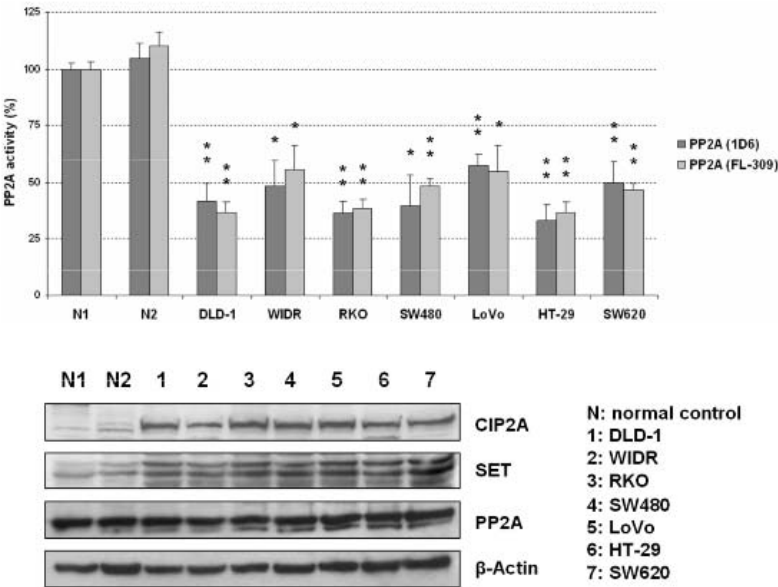 125
100
75
50
25
0
PP2A activity (%)
* * * * * * * * * * * * * * * * * * * * * * * *
N1 N2 DLD-1 WIDR RKO SW480 LoVo HT-29 SW620
PP2A (1D6)
PP2A (FL-309)
N1 N2 1 2 3 4 5 6 7
CIP2A
SET
PP2A
β-Actin
N: normal control
1: DLD-1
2: WIDR
3: RKO
4: SW480
5: LoVo
6: HT-29
7: SW620